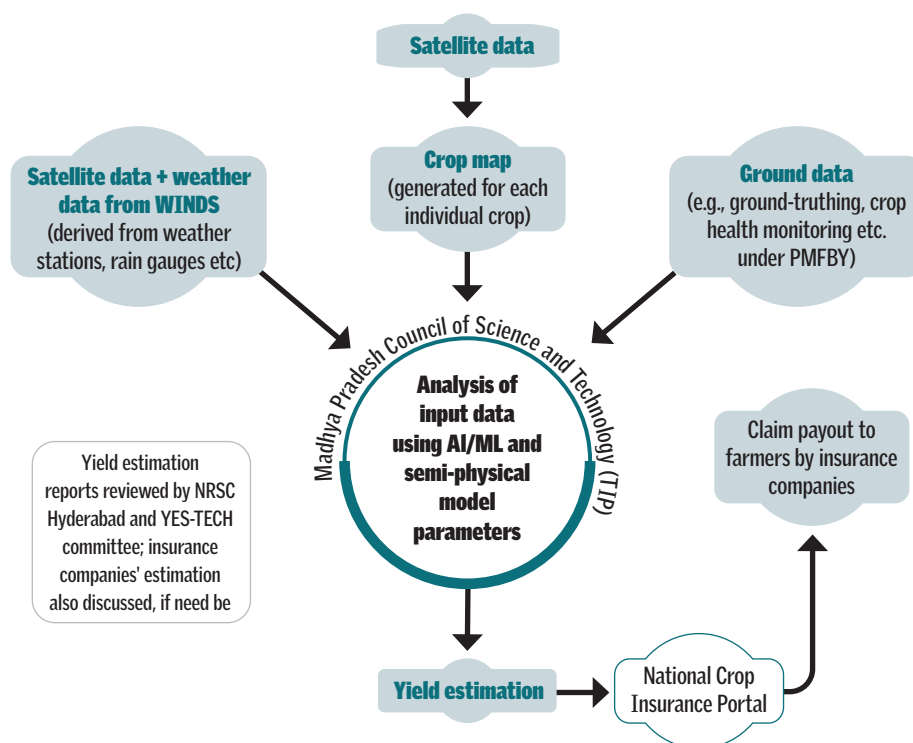 Satellite data
Satellite data + weather
data from WINDS
(derived from weather
stations, rain gauges etc)
Crop map
(generated for each
individual crop)
Ground data
(e.g., ground-truthing, crop
health monitoring etc.
under PMFBY)
Madhya Pradesh Council of Science and Technology (TIP)
Analysis of
input data
using AI/ML and
semi-physical
model
parameters
Claim payout to
farmers by insurance
companies
Yield estimation
reports reviewed by NRSC
Hyderabad and YES-TECH
committee; insurance
companies' estimation
also discussed, if need be
Yield estimation
National Crop
Insurance Portal